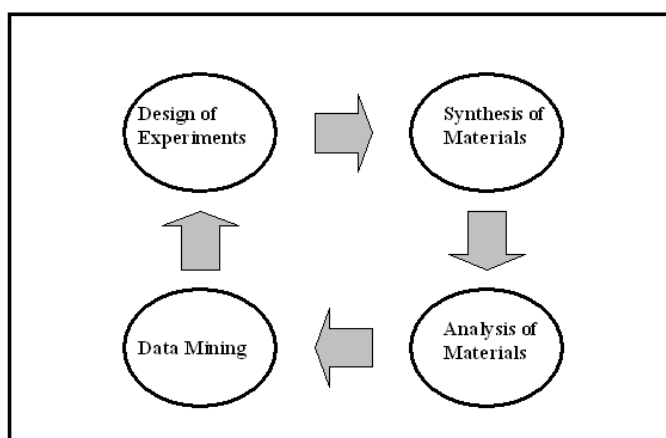 Design of
Experiments
Synthesis of
Materials
Data Mining
Analysis of
Materials